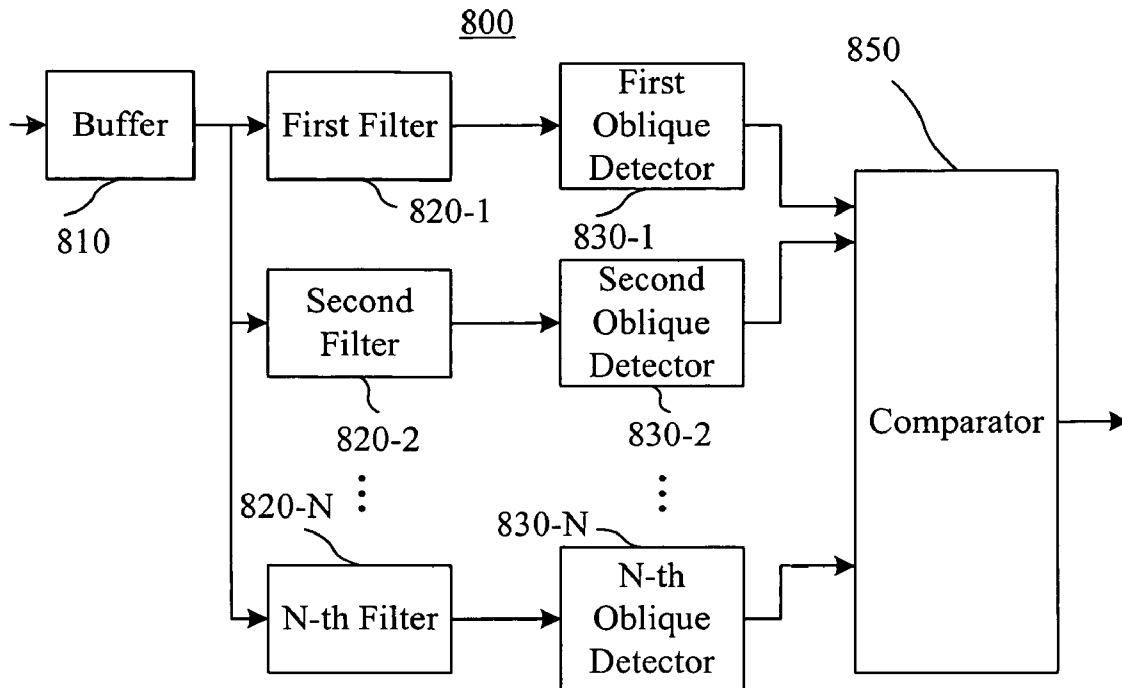 800
850
Buffer
First Filter
First
Oblique
Detector
810
820-1
830-1
Second
Filter
Second
Oblique
Detector
820-2
830-2
Comparator
820-N
830-N
N-th Filter
N-th
Oblique
Detector